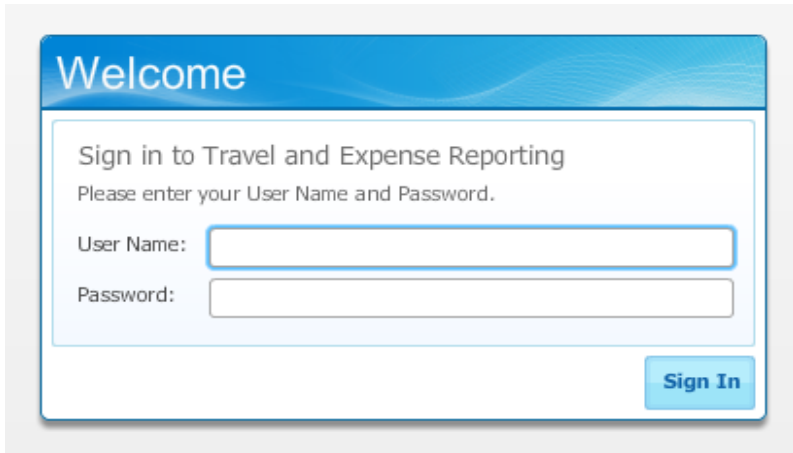 Welcome
Sign in to Travel and Expense Reporting
Please enter your User Name and Password.
User Name:
Password:
Sign In